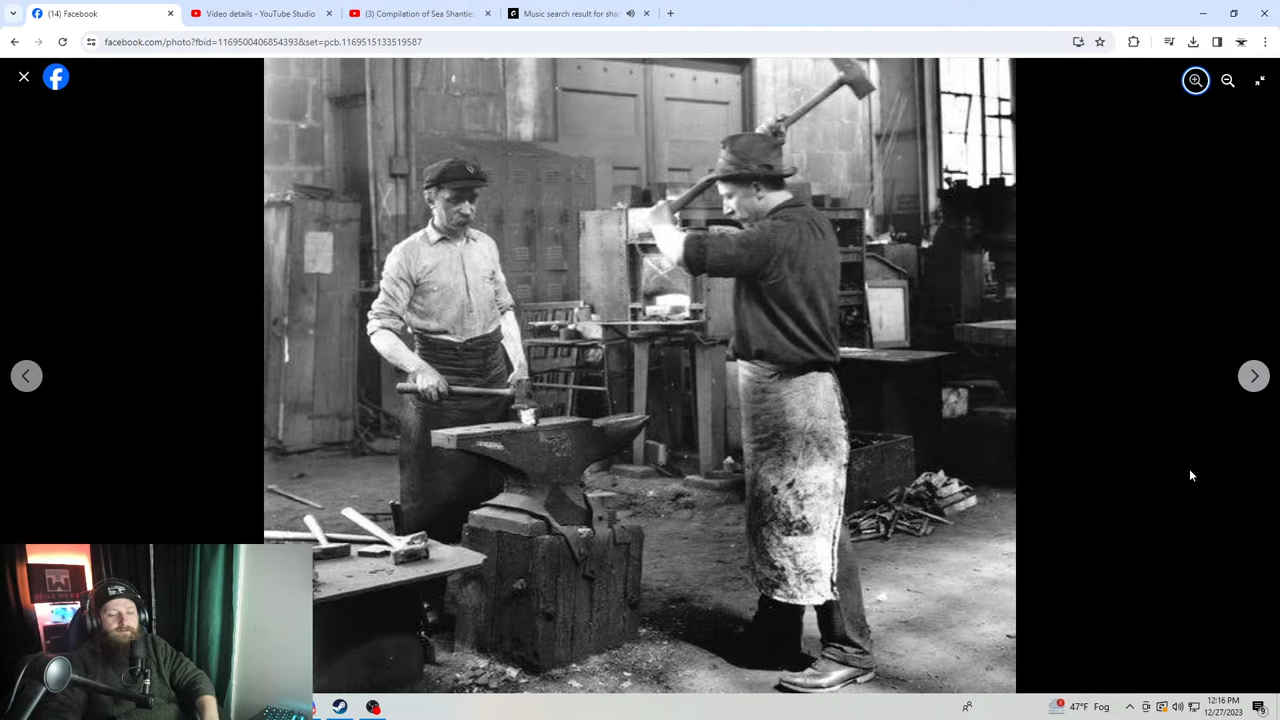 (14) Facebook
Video details - YouTube Studio
(3) Compilation of Sea Shanties
Music search result for shar
facebook.com/photo?fbid=1169500406854393&set=pcb.1169515133519587
47°F Fog
12:16 PM
12/27/2023